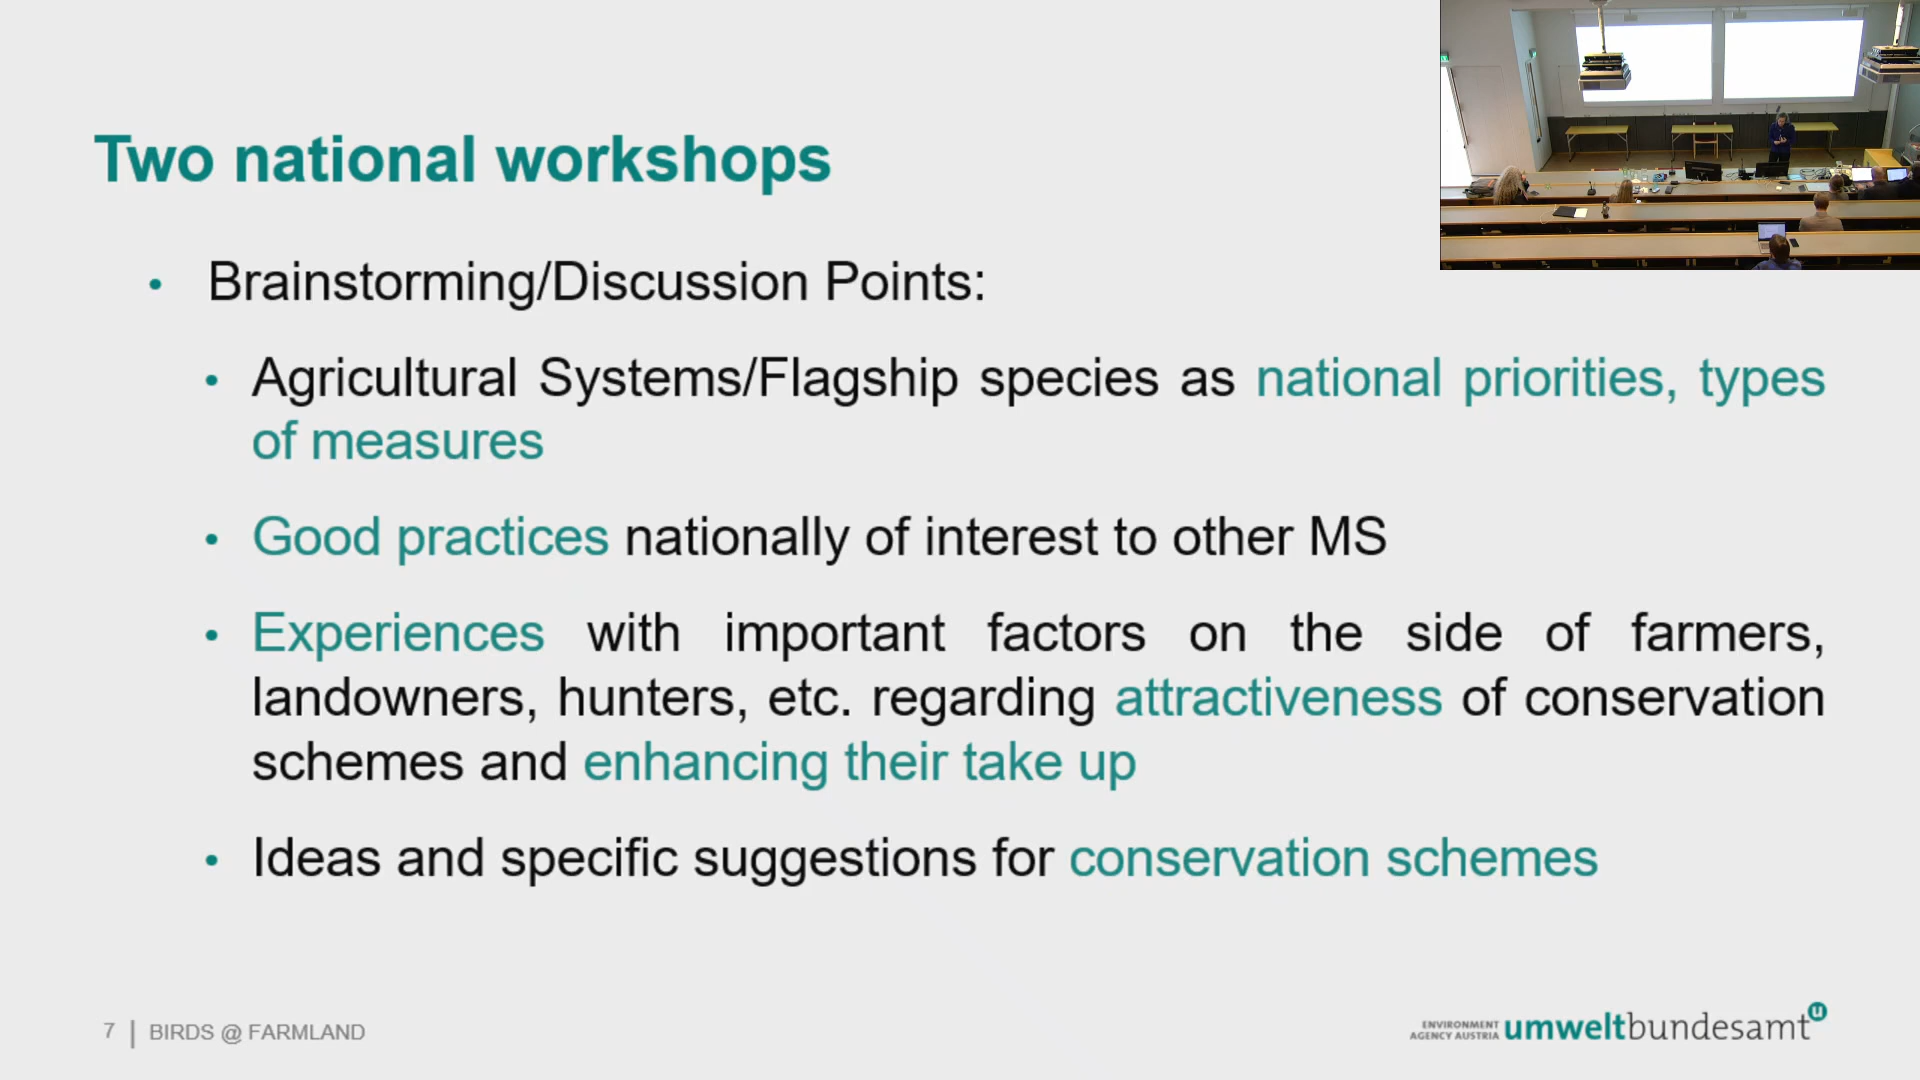 Two national workshops
• Brainstorming/Discussion Points:
• Agricultural Systems/Flagship species as national priorities, types
of measures
• Good practices nationally of interest to other MS
• Experiences with important factors on the side of farmers,
landowners, hunters, etc. regarding attractiveness of conservation
schemes and enhancing their take up
• Ideas and specific suggestions for conservation schemes
7 | BIRDS @ FARMLAND
ENVIRONMENT
AGENCY AUSTRIA umweltbundesamt u